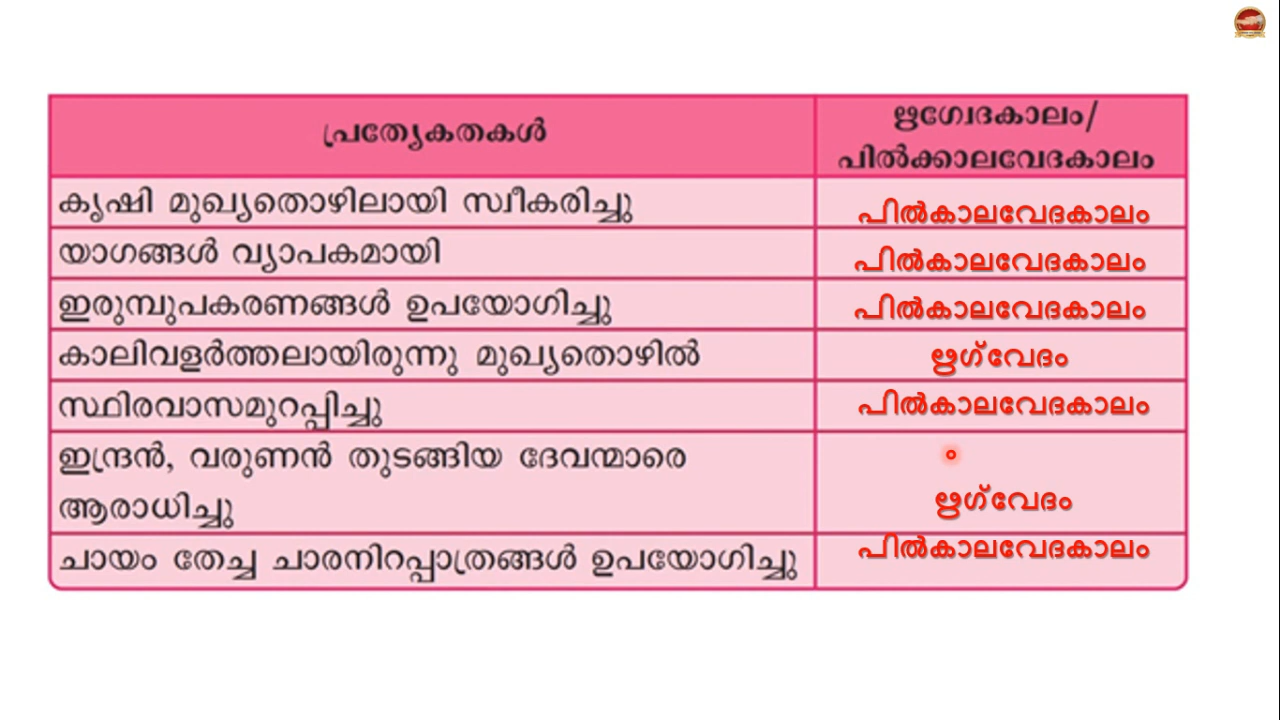 പ്രത്യേകതകൾ
ഋഗ്വേദകാലം/
പിൽക്കാലവേദകാലം
കൃഷി മുഖ്യതൊഴിലായി സ്വീകരിച്ചു
പിൽകാലവേദകാലം
യാഗങ്ങൾ വ്യാപകമായി
പിൽകാലവേദകാലം
ഇരുമ്പുപകരണങ്ങൾ ഉപയോഗിച്ചു
പിൽകാലവേദകാലം
കാലിവളർത്തലായിരുന്നു മുഖ്യതൊഴിൽ
ഋഗ്‌വേദം
സ്ഥിരവാസമുറപ്പിച്ചു
പിൽകാലവേദകാലം
ഇന്ദ്രൻ, വരുണൻ തുടങ്ങിയ ദേവന്മാരെ
ആരാധിച്ചു
ഋഗ്‌വേദം
ചായം തേച്ച ചാരനിറപ്പാത്രങ്ങൾ ഉപയോഗിച്ചു
പിൽകാലവേദകാലം